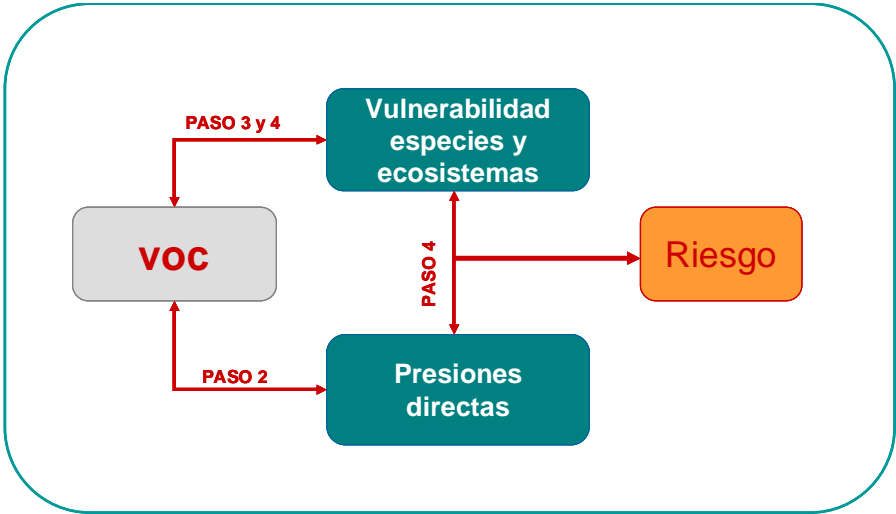 Vulnerabilidad
especies y
ecosistemas
PASO 3 y 4
VOC
PASO 4
Riesgo
PASO 2
Presiones
directas